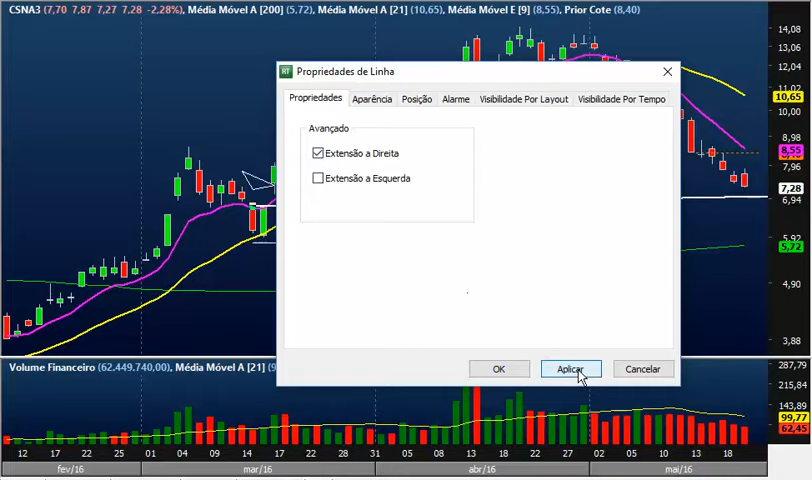 CSNA3 (7,70 7,87 7,27 7,28 -2,28%), Média Móvel A [200] (5,72), Média Móvel A [21] (10,65), Média Móvel E [9] (8,55), Prior Cote (8,40)
RT Propriedades de Linha
Propriedades Aparência Posição Alarme Visibilidade Por Layout Visibilidade Por Tempo
Avançado
Extensão a Direita
Extensão a Esquerda
OK Aplicar Cancelar
14,08
13,06
12,04
10,65
10,00
8,98
8,55
7,96
7,28
6,94
5,92
5,72
4,90
3,88
Volume Financeiro (62.449.740,00), Média Móvel A [21] (9
287,79
215,84
143,89
99,77
62,45
12 17 22 25 01 04 09 14 17 22 28 31 05 08 13 18 22 27 02 05 10 13 18
fev/16 mar/16 abr/16 mai/16